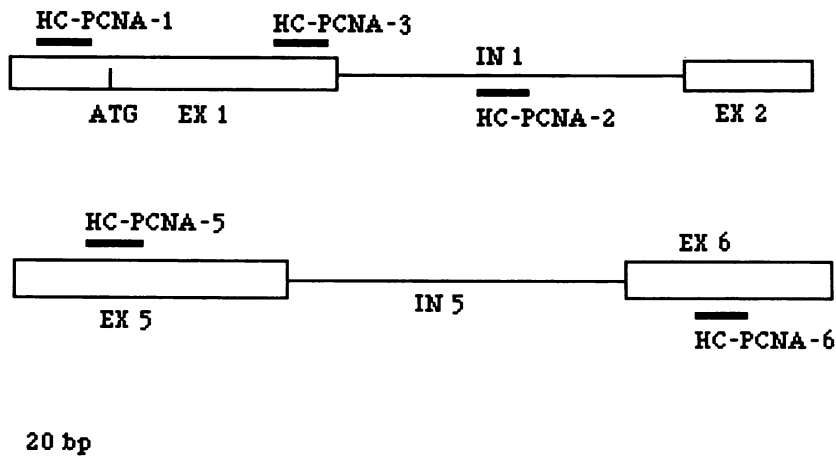 HC-PCNA-1
HC-PCNA-3
IN 1
ATG
EX 1
HC-PCNA-2
EX 2
HC-PCNA-5
EX 6
IN 5
EX 5
HC-PCNA-6
20 bp